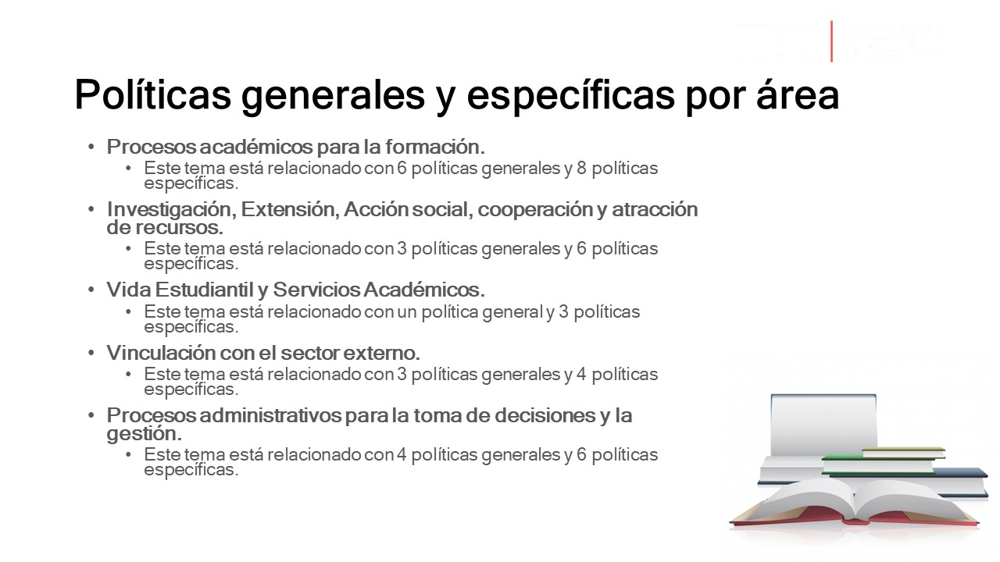 Políticas generales y específicas por área
• Procesos académicos para la formación.
• Este tema está relacionado con 6 políticas generales y 8 políticas
específicas.
• Investigación, Extensión, Acción social, cooperación y atracción
de recursos.
• Este tema está relacionado con 3 políticas generales y 6 políticas
específicas.
• Vida Estudiantil y Servicios Académicos.
• Este tema está relacionado con un política general y 3 políticas
específicas.
• Vinculación con el sector externo.
• Este tema está relacionado con 3 políticas generales y 4 políticas
específicas.
• Procesos administrativos para la toma de decisiones y la
gestión.
• Este tema está relacionado con 4 políticas generales y 6 políticas
específicas.